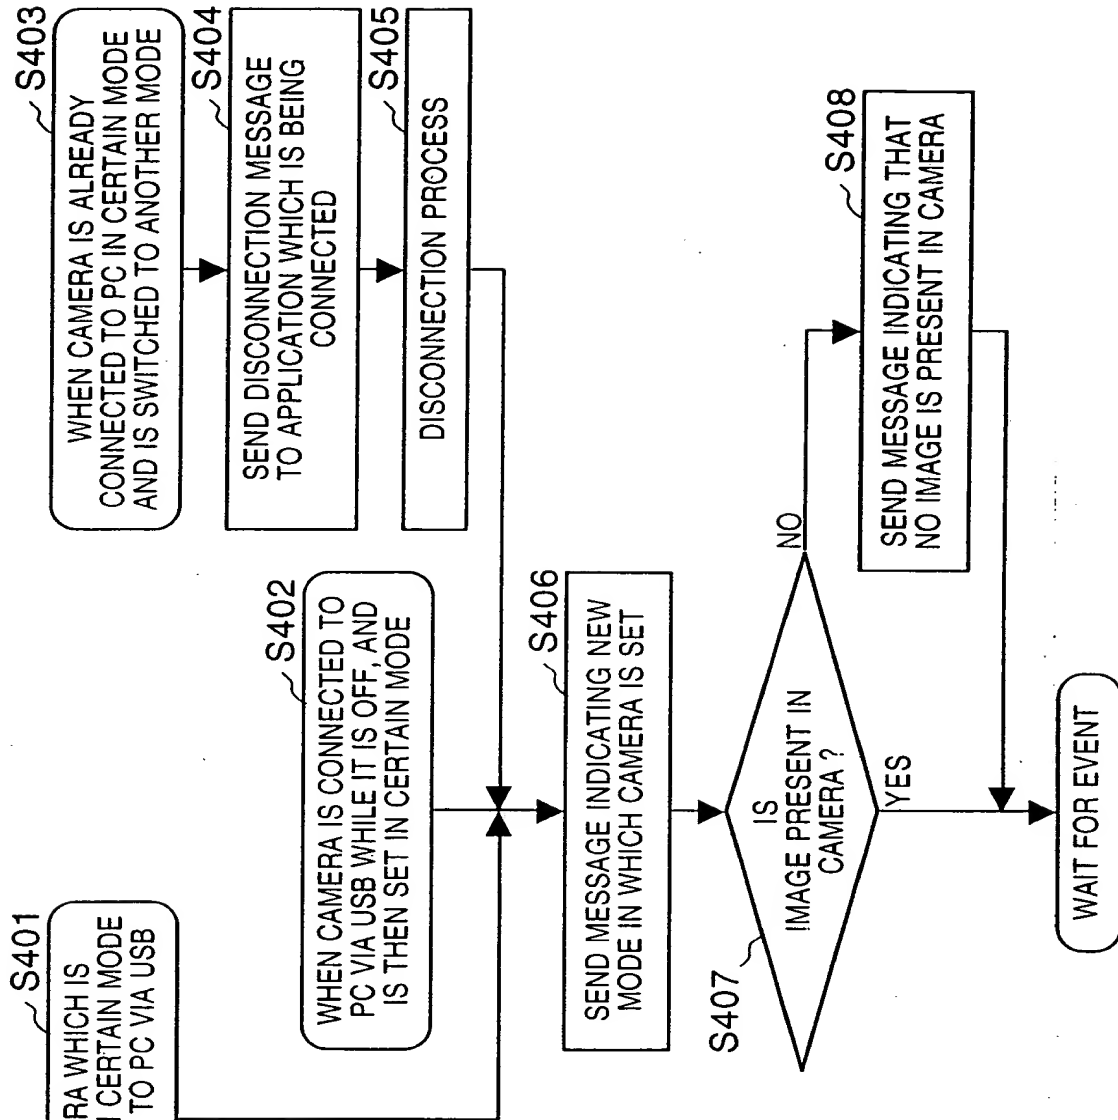 S401
RA WHICH IS
CERTAIN MODE
TO PC VIA USB
S402
WHEN CAMERA IS CONNECTED TO
PC VIA USB WHILE IT IS OFF, AND
IS THEN SET IN CERTAIN MODE
S403
WHEN CAMERA IS ALREADY
CONNECTED TO PC IN CERTAIN MODE
AND IS SWITCHED TO ANOTHER MODE
S404
SEND DISCONNECTION MESSAGE
TO APPLICATION WHICH IS BEING
CONNECTED
S405
DISCONNECTION PROCESS
S406
SEND MESSAGE INDICATING NEW
MODE IN WHICH CAMERA IS SET
S407
IS
IMAGE PRESENT IN
CAMERA ?
NO
YES
S408
SEND MESSAGE INDICATING THAT
NO IMAGE IS PRESENT IN CAMERA
WAIT FOR EVENT